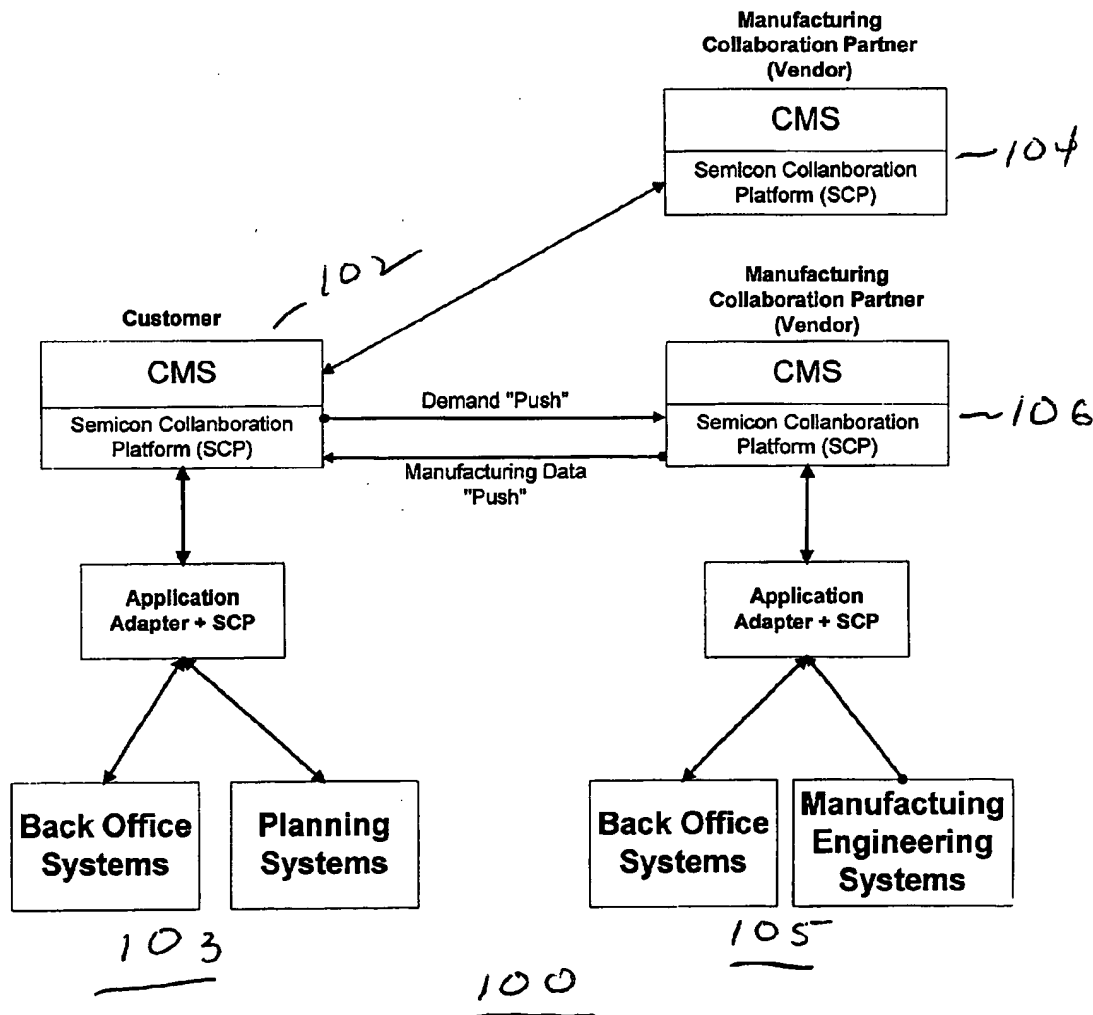 Manufacturing
Collaboration Partner
(Vendor)
CMS
Semicon Collanboration
Platform (SCP)
104
102
Manufacturing
Collaboration Partner
(Vendor)
Customer
CMS
Semicon Collanboration
Platform (SCP)
Demand "Push"
Manufacturing Data
"Push"
CMS
Semicon Collanboration
Platform (SCP)
106
Application
Adapter + SCP
Application
Adapter + SCP
Back Office
Systems
Planning
Systems
Back Office
Systems
Manufactuing
Engineering
Systems
103
105
100